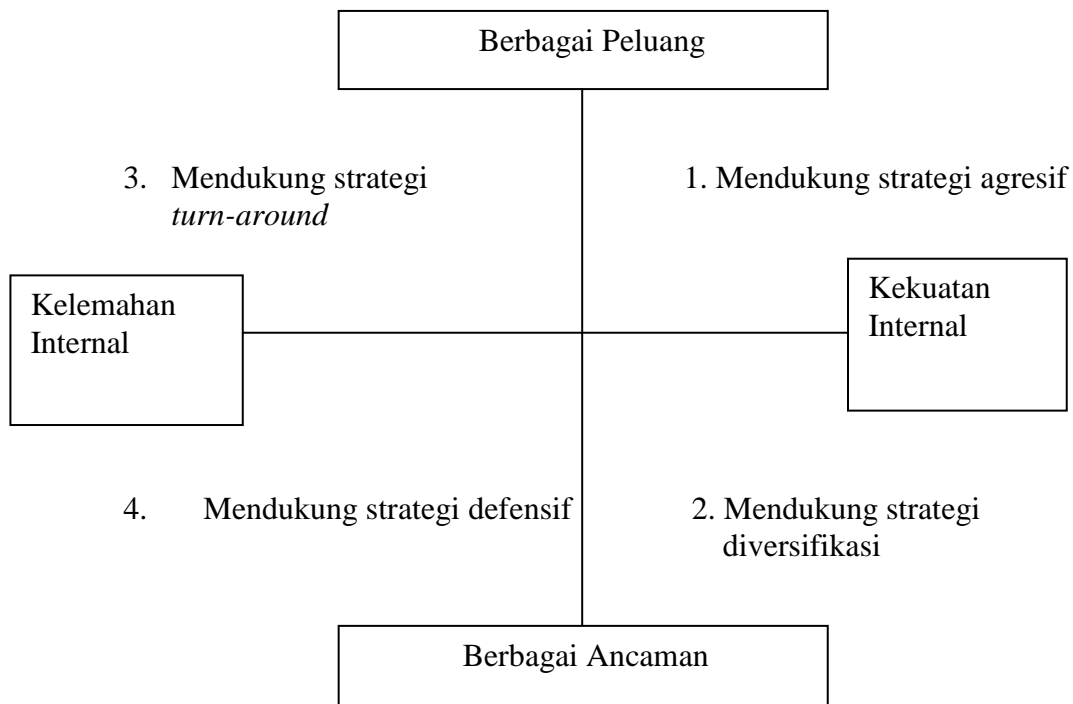 Berbagai Peluang
3. Mendukung strategi
turn-around
1. Mendukung strategi agresif
Kelemahan
Internal
Kekuatan
Internal
4. Mendukung strategi defensif
2. Mendukung strategi
diversifikasi
Berbagai Ancaman